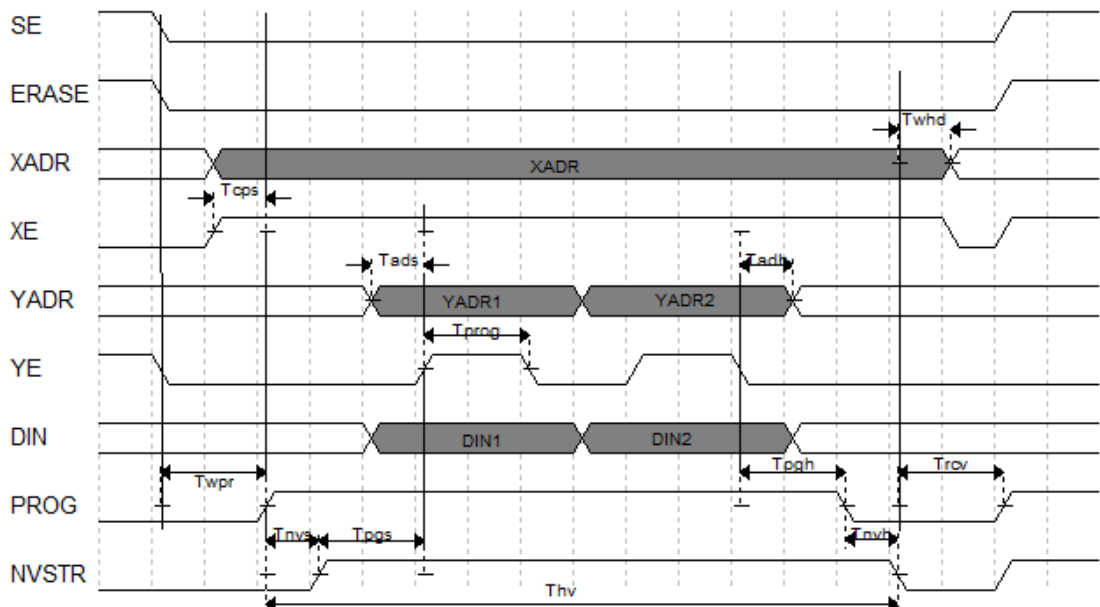 SE
ERASE
Twhd
XADR
XADR
Tcps
XE
Tads
Tadh
YADR
YADR1
YADR2
Tprog
YE
DIN
DIN1
DIN2
Tpgh
Trcv
Twpr
PROG
Tnvs
Tpgs
Tnvh
NVSTR
Thv